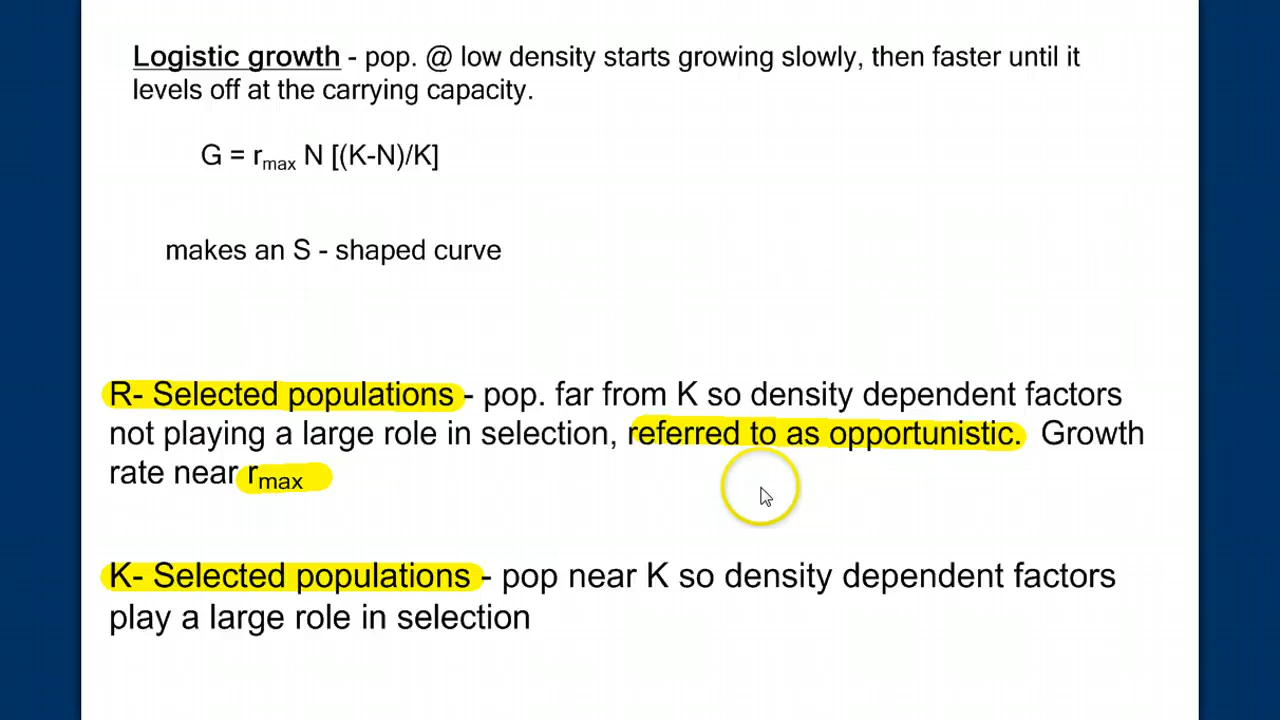 Logistic growth - pop. @ low density starts growing slowly, then faster until it
levels off at the carrying capacity.
G = rmax N [(K-N)/K]
makes an S - shaped curve
R- Selected populations - pop. far from K so density dependent factors
not playing a large role in selection, referred to as opportunistic. Growth
rate near rmax
K- Selected populations - pop near K so density dependent factors
play a large role in selection